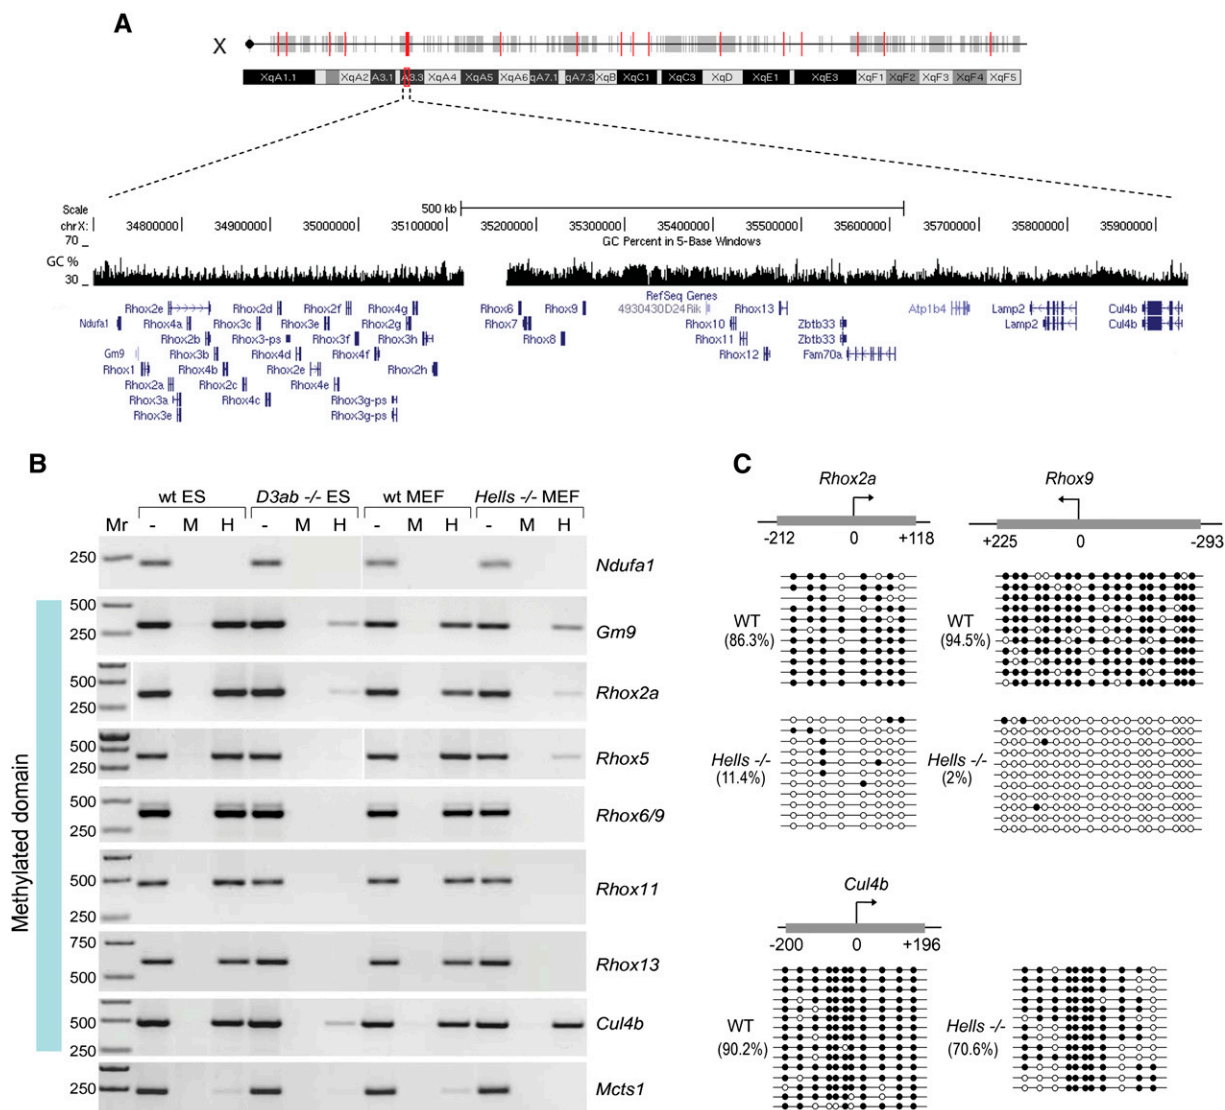 A
X
XqA1.1 XqA2 A3.1 A3.3 XqA4 XqA5 XqA6 qA7.1 qA7.3 XqB XqC1 XqC3 XqD XqE1 XqE3 XqF1 XqF2 XqF3 XqF4 XqF5
Scale 500 kb
chrX: 34800000 34900000 35000000 35100000 35200000 35300000 35400000 35500000 35600000 35700000 35800000 35900000
70
GC Percent in 5-Base Windows
GC %
30
RefSeq Genes
Rhox2e Rhox2d Rhox2f Rhox4g Rhox6 Rhox9 4930430D24Rik Rhox13 Atp1b4 Lamp2 Cul4b
Ndufa1 Rhox4a Rhox3c Rhox3e Rhox2g Rhox7 Rhox10 Zbtb33 Lamp2 Cul4b
Rhox2b Rhox3-ps Rhox3f Rhox3h Rhox8 Rhox11 Zbtb33
Gm9 Rhox3b Rhox4d Rhox4f Rhox12 Fam70a
Rhox1 Rhox4b Rhox2e Rhox2h
Rhox2a Rhox2c Rhox4e
Rhox3a Rhox4c Rhox3g-ps
Rhox3e Rhox3g-ps
B
wt ES D3ab -/- ES wt MEF Hells -/- MEF
Mr - M H - M H - M H - M H
250 Ndufa1
500
250 Gm9
500
250 Rhox2a
500
250 Rhox5
500
250 Rhox6/9
500
250 Rhox11
750
500 Rhox13
500
250 Cul4b
250 Mcts1
Methylated domain
C
Rhox2a
-212 0 +118
WT
(86.3%)
Hells -/-
(11.4%)
Rhox9
+225 0 -293
WT
(94.5%)
Hells -/-
(2%)
Cul4b
-200 0 +196
WT
(90.2%)
Hells -/-
(70.6%)